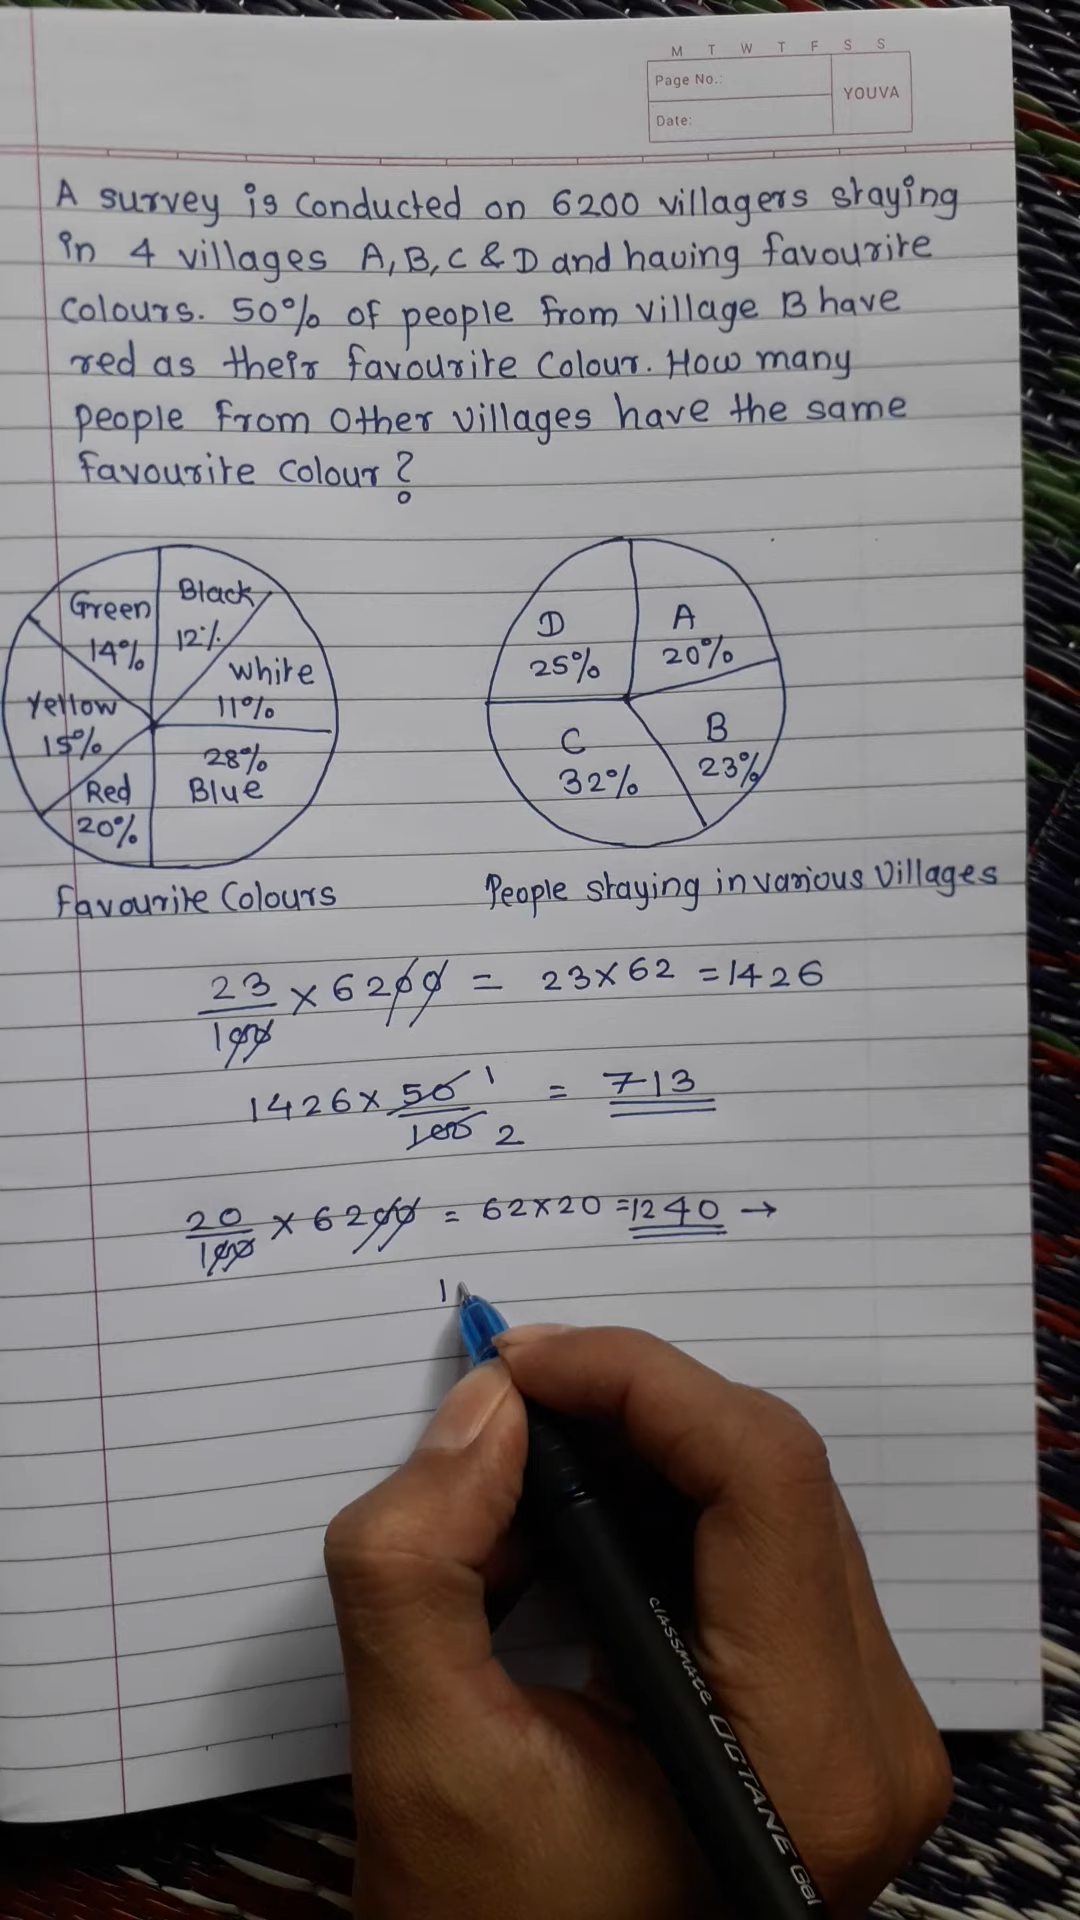 M T W T F S S
Page No.:
YOUVA
Date:
A survey is conducted on 6200 villagers staying
in 4 villages A, B, C & D and having favourite
colours. 50% of people from village B have
red as their favourite colour. How many
people from other villages have the same
favourite colour?
Green
14%
Black
12%
White
11%
Yellow
15%
28%
Blue
Red
20%
D
25%
A
20%
C
32%
B
23%
Favourite Colours
People staying in various villages
23/100 × 6200 = 23×62 = 1426
1426 × 50/100 1 2 = 713
20/100 × 6200 = 62×20 = 1240 →
1
classmate OCTANE Gel